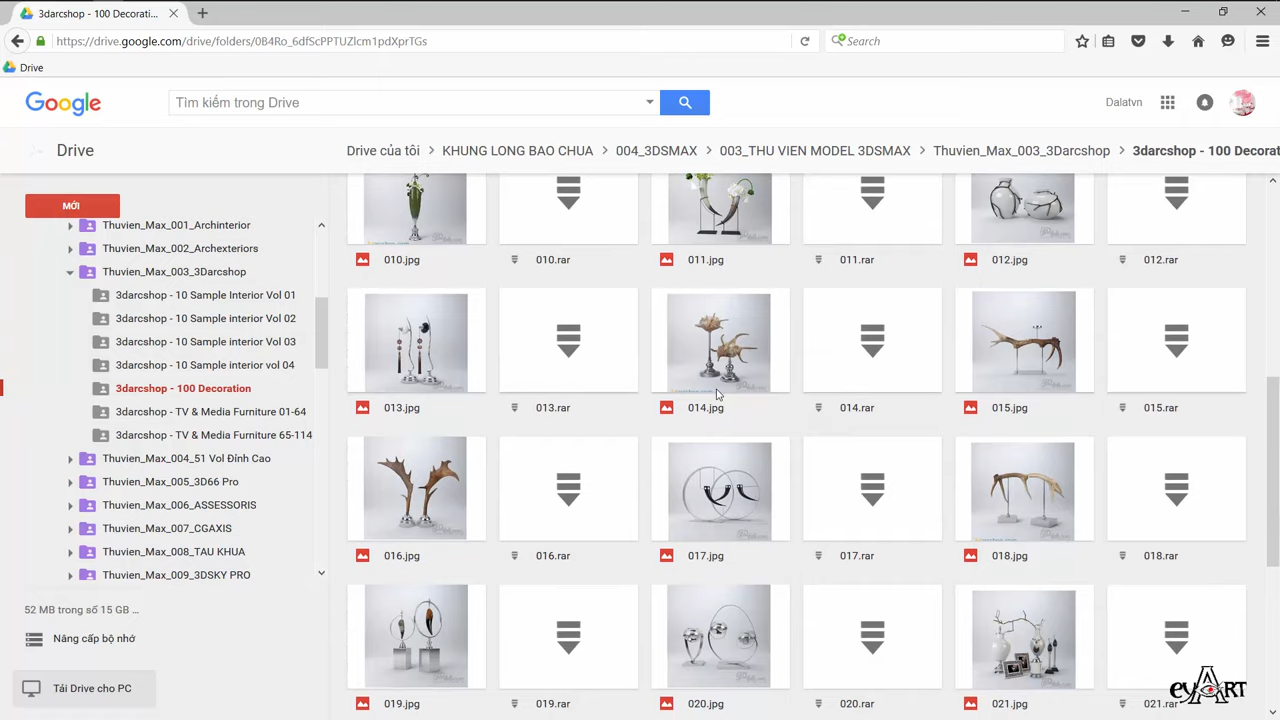 3darcshop - 100 Decorati...
https://drive.google.com/drive/folders/0B4Ro_6dfScPPTUZlcm1pdXprTGs
Search
Drive
Google
Tìm kiếm trong Drive
Dalatvn
Drive
Drive của tôi > KHUNG LONG BAO CHUA > 004_3DSMAX > 003_THU VIEN MODEL 3DSMAX > Thuvien_Max_003_3Darcshop > 3darcshop - 100 Decorat
MỚI
Thuvien_Max_001_Archinterior
Thuvien_Max_002_Archexteriors
Thuvien_Max_003_3Darcshop
3darcshop - 10 Sample Interior Vol 01
3darcshop - 10 Sample interior Vol 02
3darcshop - 10 Sample interior Vol 03
3darcshop - 10 Sample interior vol 04
3darcshop - 100 Decoration
3darcshop - TV & Media Furniture 01-64
3darcshop - TV & Media Furniture 65-114
Thuvien_Max_004_51 Vol Đỉnh Cao
Thuvien_Max_005_3D66 Pro
Thuvien_Max_006_ASSESSORIS
Thuvien_Max_007_CGAXIS
Thuvien_Max_008_TAU KHUA
Thuvien_Max_009_3DSKY PRO
52 MB trong số 15 GB ...
Nâng cấp bộ nhớ
Tải Drive cho PC
010.jpg 010.rar 011.jpg 011.rar 012.jpg 012.rar
013.jpg 013.rar 014.jpg 014.rar 015.jpg 015.rar
016.jpg 016.rar 017.jpg 017.rar 018.jpg 018.rar
019.jpg 019.rar 020.jpg 020.rar 021.jpg 021.rar
eyART